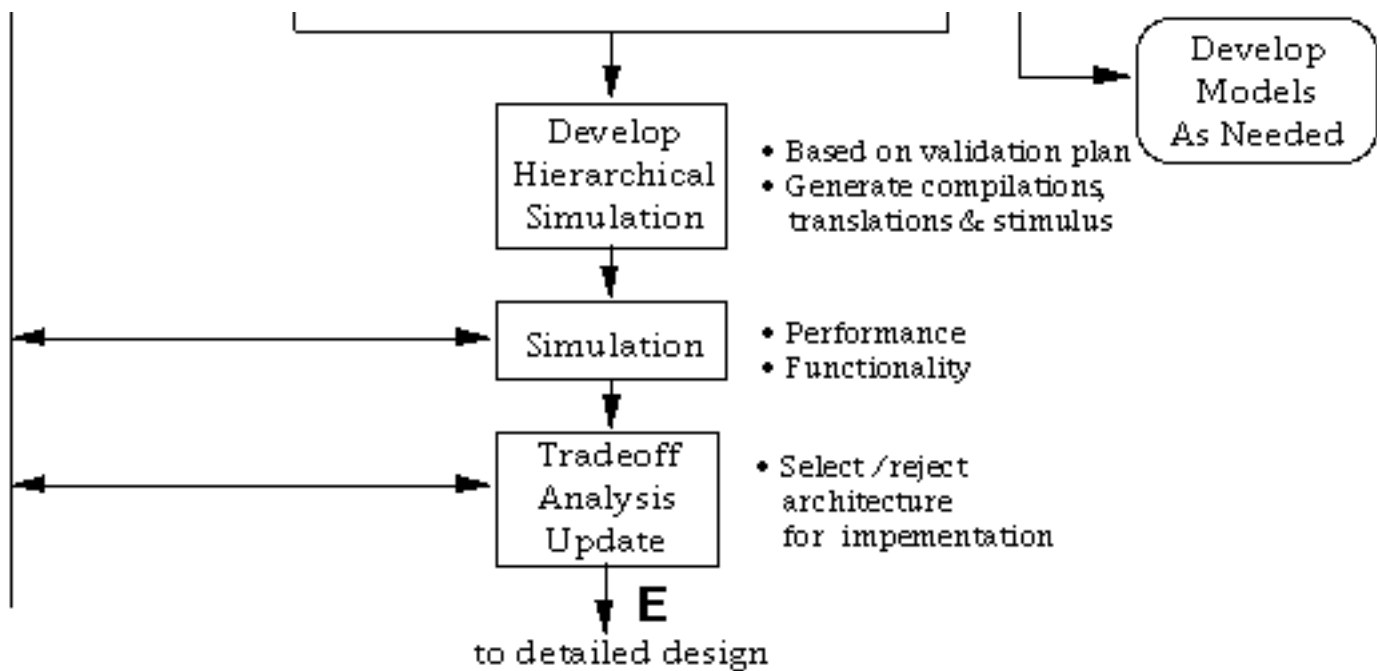 Develop
Models
As Needed
Develop
Hierarchical
Simulation
• Based on validation plan
• Generate compilations,
translations & stimulus
Simulation
• Performance
• Functionality
Tradeoff
Analysis
Update
• Select /reject
architecture
for impementation
E
to detailed design